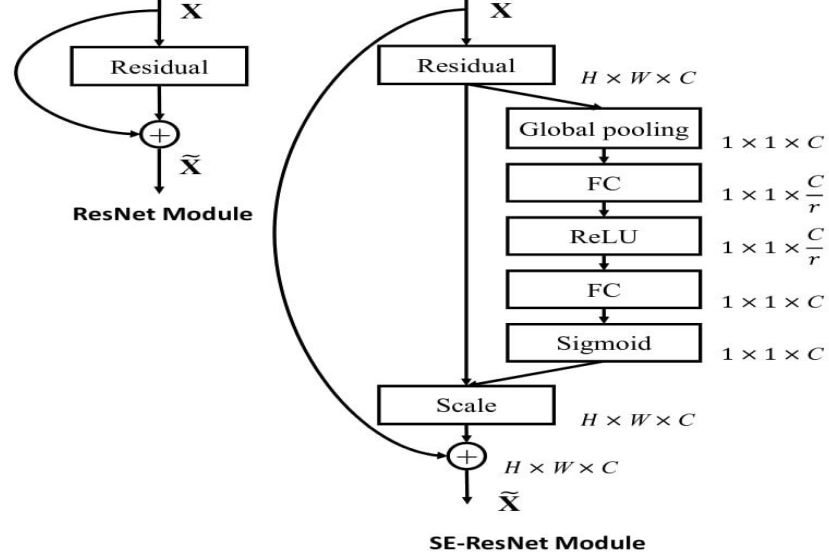 X
Residual
+
X̃
ResNet Module
X
Residual
H × W × C
Global pooling
1 × 1 × C
FC
1 × 1 × C/r
ReLU
1 × 1 × C/r
FC
1 × 1 × C
Sigmoid
1 × 1 × C
Scale
H × W × C
+
H × W × C
X̃
SE-ResNet Module